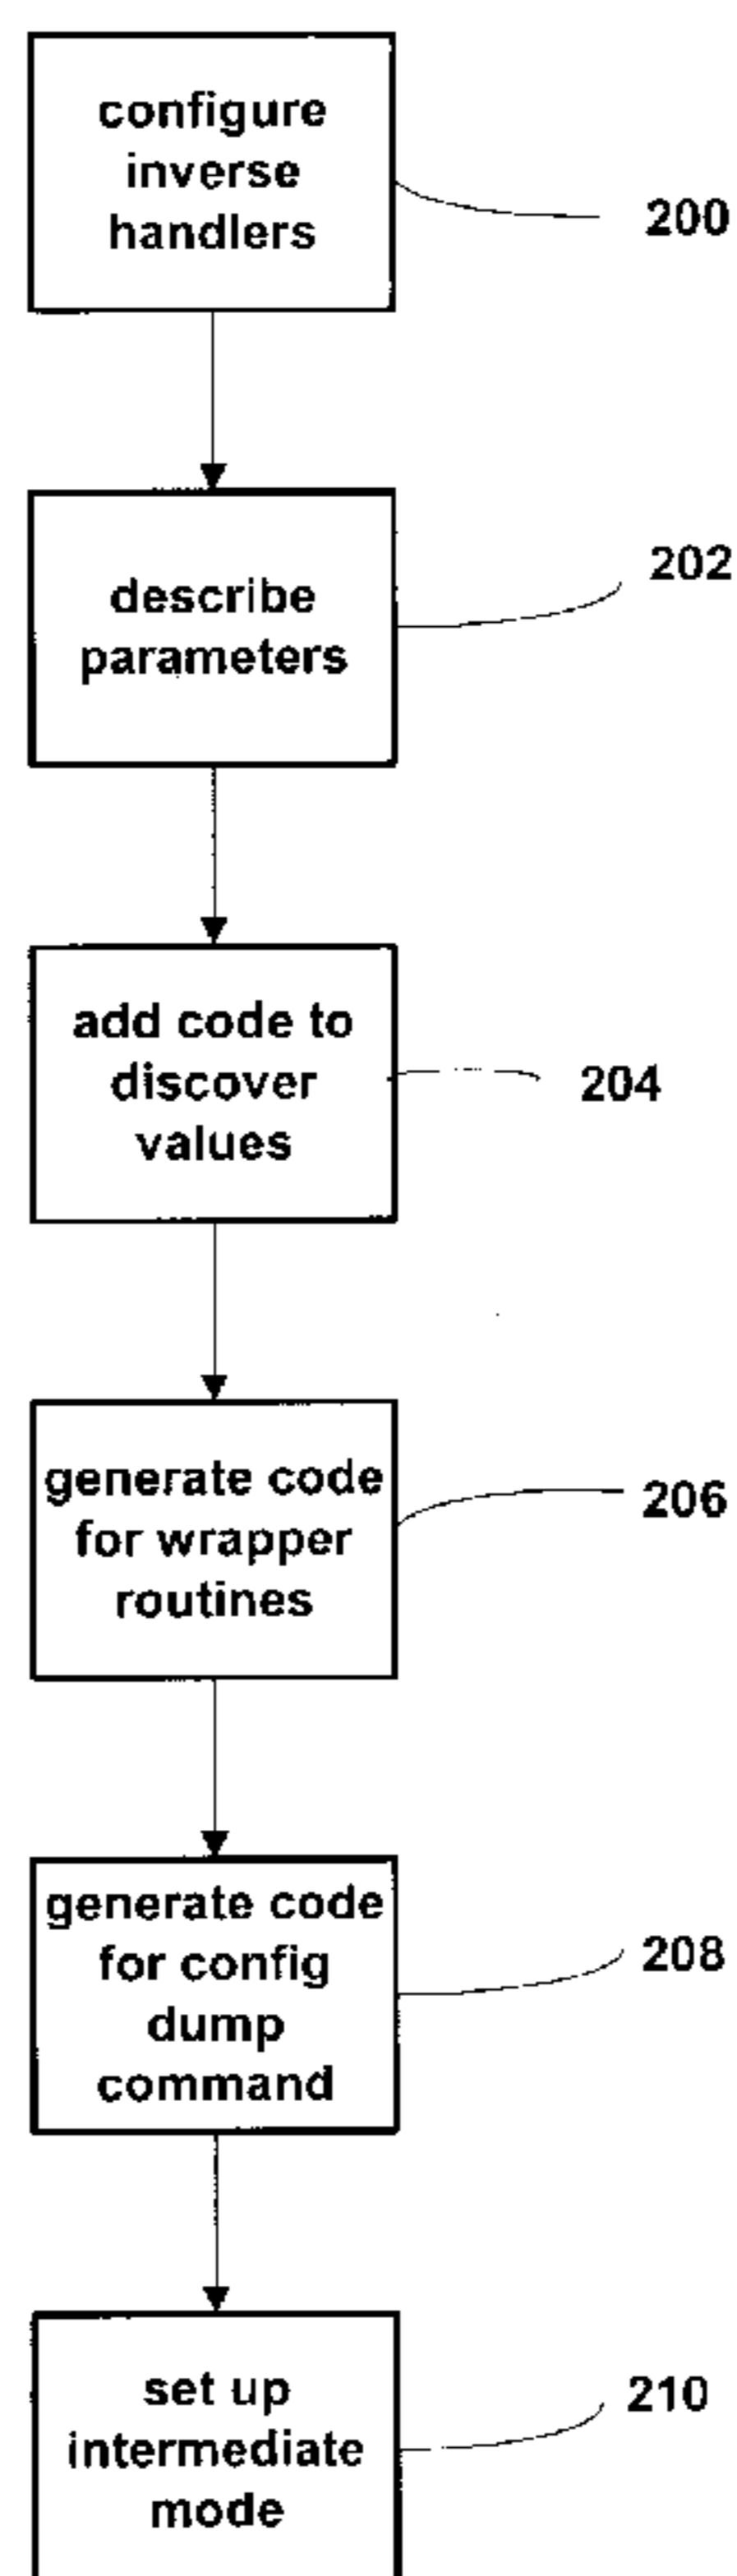 configure
inverse
handlers
200
describe
parameters
202
add code to
discover
values
204
generate code
for wrapper
routines
206
generate code
for config
dump
command
208
set up
intermediate
mode
210